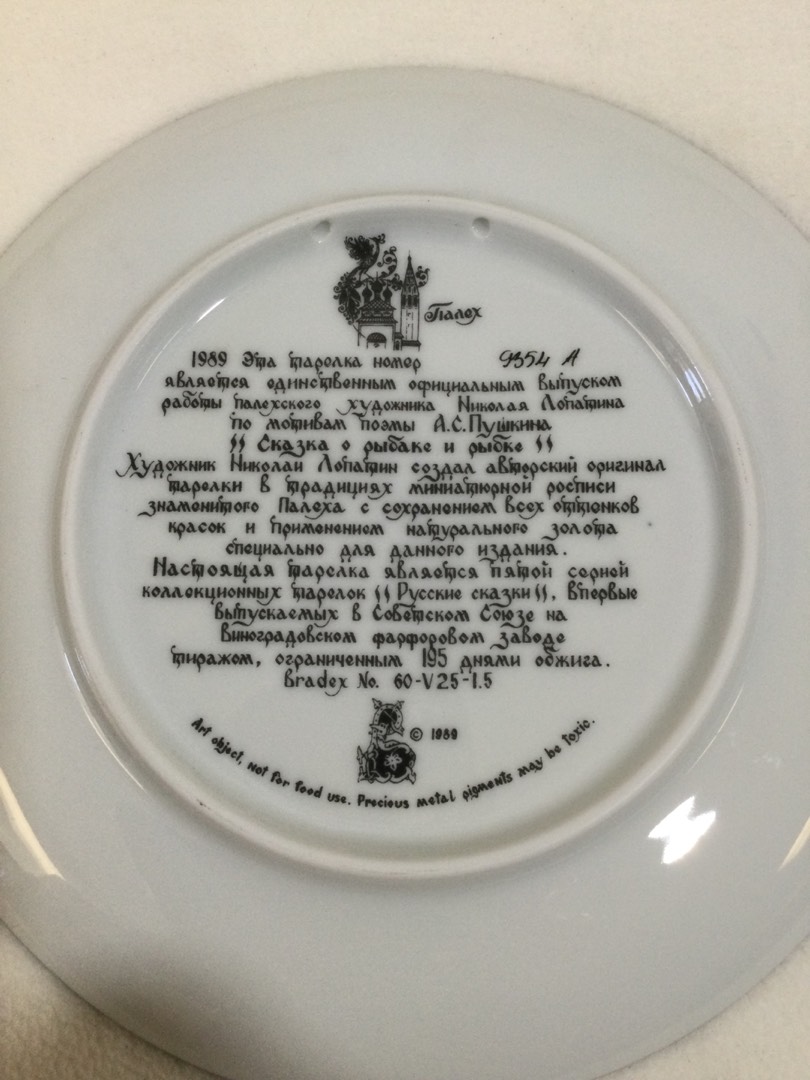 Палех
1989 Эта тарелка номер 9354 A
является единственным официальным выпуском
работы палехского художника Николая Лопатина
по мотивам поэмы А.С.Пушкина
" Сказка о рыбаке и рыбке "
Художник Николай Лопатин создал авторский оригинал
тарелки в традициях миниатюрной росписи
знаменитого Палеха с сохранением всех оттенков
красок и применением натурального золота
специально для данного издания.
Настоящая тарелка является пятой серией
коллекционных тарелок " Русские сказки ", впервые
выпускаемых в Советском Союзе на
Виноградовском фарфоровом заводе
тиражом, ограниченным 195 днями обжига.
Bradex No. 60-V25-1.5
© 1989
Art object, not for food use. Precious metal pigments may be toxic.